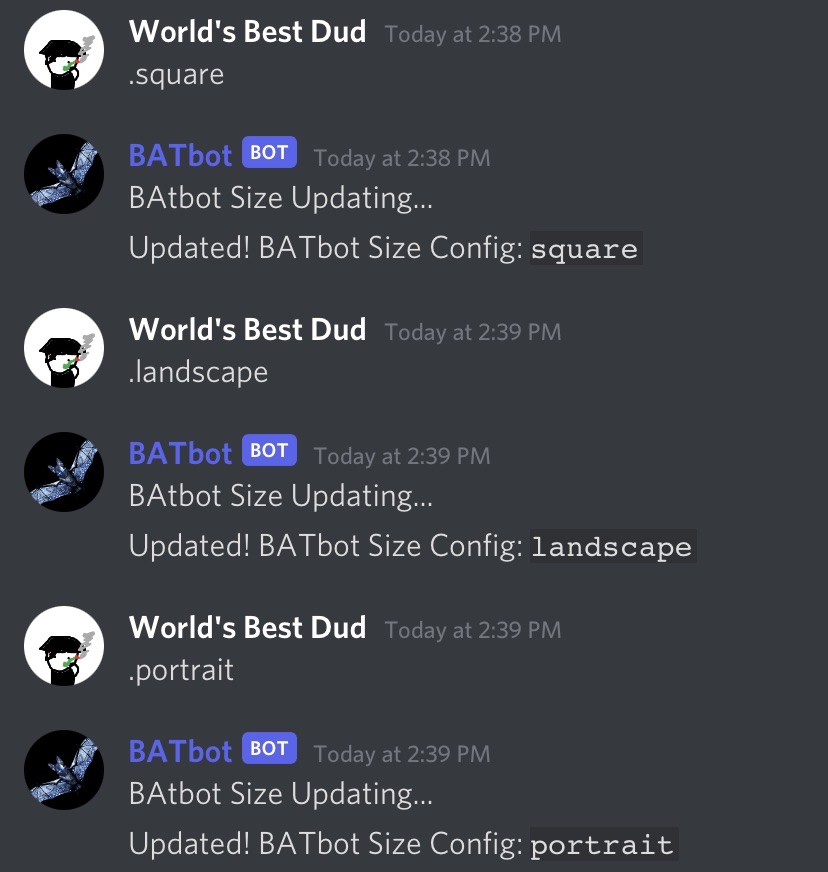 World's Best Dud Today at 2:38 PM
.square
BATbot BOT Today at 2:38 PM
BAtbot Size Updating...
Updated! BATbot Size Config: square
World's Best Dud Today at 2:39 PM
.landscape
BATbot BOT Today at 2:39 PM
BAtbot Size Updating...
Updated! BATbot Size Config: landscape
World's Best Dud Today at 2:39 PM
.portrait
BATbot BOT Today at 2:39 PM
BAtbot Size Updating...
Updated! BATbot Size Config: portrait